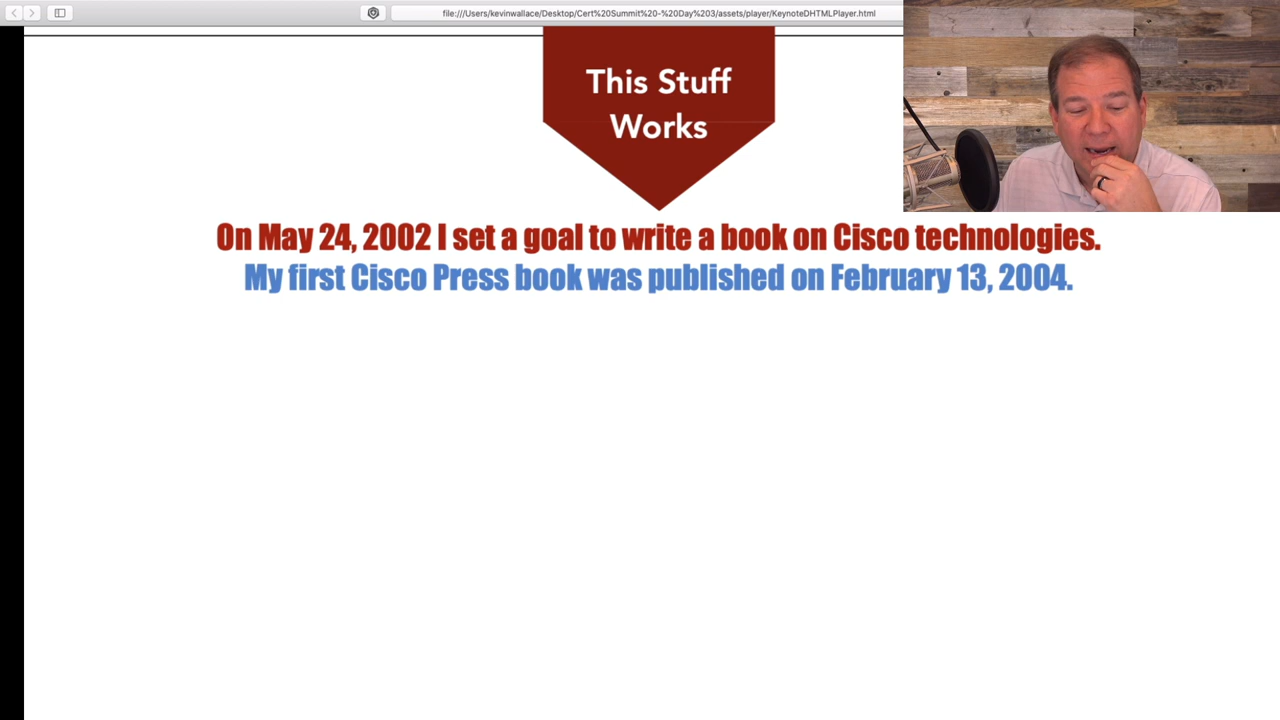 file:///Users/kevinwallace/Desktop/Cert%20Summit%20-%20Day%203/assets/player/KeynoteDHTMLPlayer.html
This Stuff
Works
On May 24, 2002 I set a goal to write a book on Cisco technologies.
My first Cisco Press book was published on February 13, 2004.